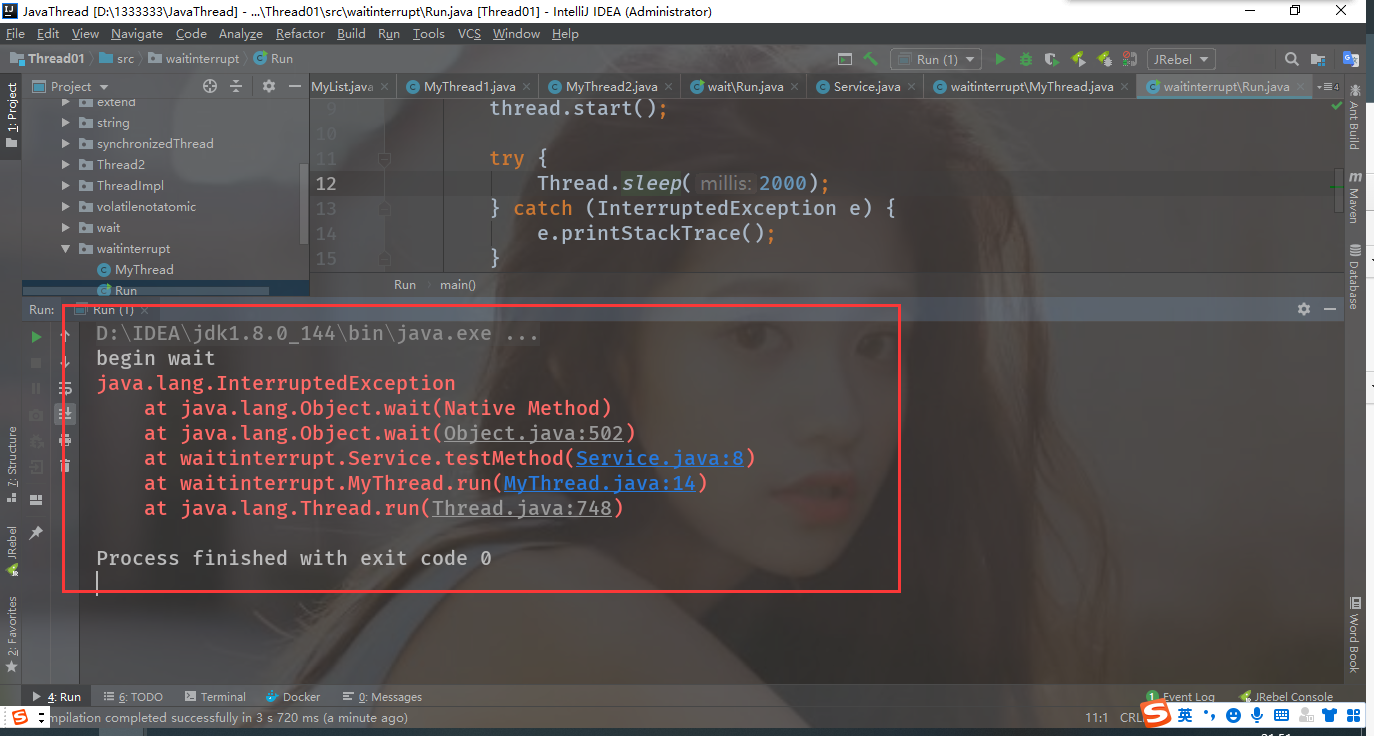 JavaThread [D:\1333333\JavaThread] - ...\Thread01\src\waitinterrupt\Run.java [Thread01] - IntelliJ IDEA (Administrator)
File Edit View Navigate Code Analyze Refactor Build Run Tools VCS Window Help
Thread01 src waitinterrupt Run Run (1) JRebel
Project MyList.java MyThread1.java MyThread2.java wait\Run.java Service.java waitinterrupt\MyThread.java waitinterrupt\Run.java 4
1: Project
extend
string
synchronizedThread
Thread2
ThreadImpl
volatilenotatomic
wait
waitinterrupt
MyThread
Run
9 thread.start();
10
11 try {
12 Thread.sleep( millis: 2000);
13 } catch (InterruptedException e) {
14 e.printStackTrace();
15 }
Run main()
Ant Build
Maven
Database
Word Book
Run: Run (1)
D:\IDEA\jdk1.8.0_144\bin\java.exe ...
begin wait
java.lang.InterruptedException
at java.lang.Object.wait(Native Method)
at java.lang.Object.wait(Object.java:502)
at waitinterrupt.Service.testMethod(Service.java:8)
at waitinterrupt.MyThread.run(MyThread.java:14)
at java.lang.Thread.run(Thread.java:748)
Process finished with exit code 0
7: Structure
JRebel
2: Favorites
4: Run 6: TODO Terminal Docker 0: Messages 1 Event Log JRebel Console
mpilation completed successfully in 3 s 720 ms (a minute ago) 11:1 CRL
S 英